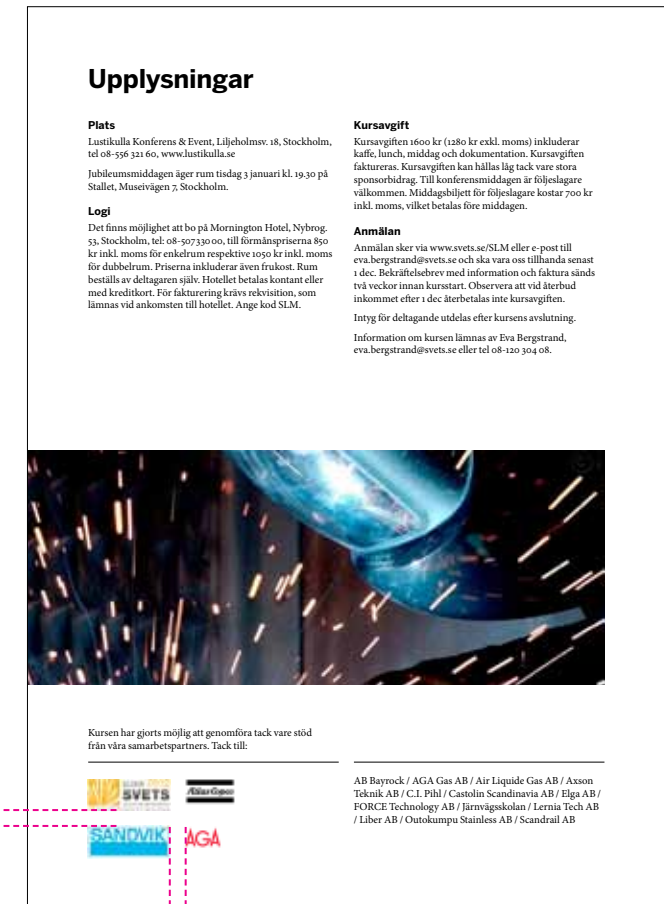 Upplysningar
Plats
Lustikulla Konferens & Event, Liljeholmsv. 18, Stockholm,
tel 08-556 321 60, www.lustikulla.se
Jubileumsmiddagen äger rum tisdag 3 januari kl. 19.30 på
Stallet, Museivägen 7, Stockholm.
Logi
Det finns möjlighet att bo på Mornington Hotel, Nybrog.
53, Stockholm, tel: 08-507330 00, till förmånspriserna 850
kr inkl. moms för enkelrum respektive 1050 kr inkl. moms
för dubbelrum. Priserna inkluderar även frukost. Rum
beställs av deltagaren själv. Hotellet betalas kontant eller
med kreditkort. För fakturering krävs rekvisition, som
lämnas vid ankomsten till hotellet. Ange kod SLM.
Kursavgift
Kursavgiften 1600 kr (1280 kr exkl. moms) inkluderar
kaffe, lunch, middag och dokumentation. Kursavgiften
faktureras. Kursavgiften kan hållas låg tack vare stora
sponsorbidrag. Till konferensmiddagen är följeslagare
välkommen. Middagsbiljett för följeslagare kostar 700 kr
inkl. moms, vilket betalas före middagen.
Anmälan
Anmälan sker via www.svets.se/SLM eller e-post till
eva.bergstrand@svets.se och ska vara oss tillhanda senast
1 dec. Bekräftelsebrev med information och faktura sänds
två veckor innan kursstart. Observera att vid återbud
inkommet efter 1 dec återbetalas inte kursavgiften.
Intyg för deltagande utdelas efter kursens avslutning.
Information om kursen lämnas av Eva Bergstrand,
eva.bergstrand@svets.se eller tel 08-120 304 08.
Kursen har gjorts möjlig att genomföra tack vare stöd
från våra samarbetspartners. Tack till:
SVETS
Atlas Copco
SANDVIK
AGA
AB Bayrock / AGA Gas AB / Air Liquide Gas AB / Axson
Teknik AB / C.I. Pihl / Castolin Scandinavia AB / Elga AB /
FORCE Technology AB / Järnvägsskolan / Lernia Tech AB
/ Liber AB / Outokumpu Stainless AB / Scandrail AB